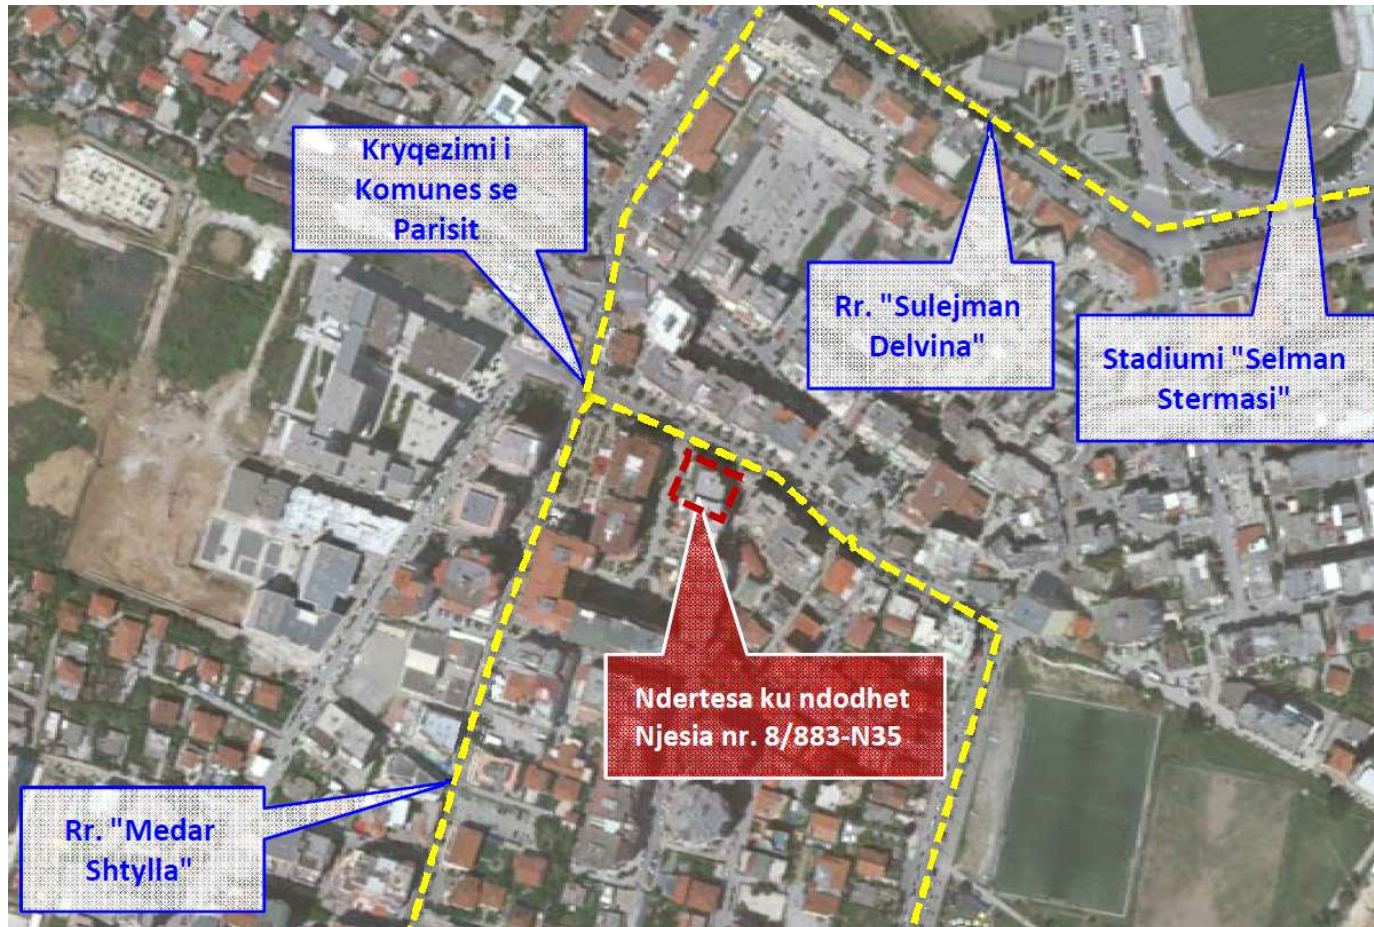 Kryqezimi i
Komunes se
Parisit
Rr. "Sulejman
Delvina"
Stadiumi "Selman
Stermasi"
Ndertesa ku ndodhet
Njesia nr. 8/883-N35
Rr. "Medar
Shtylla"